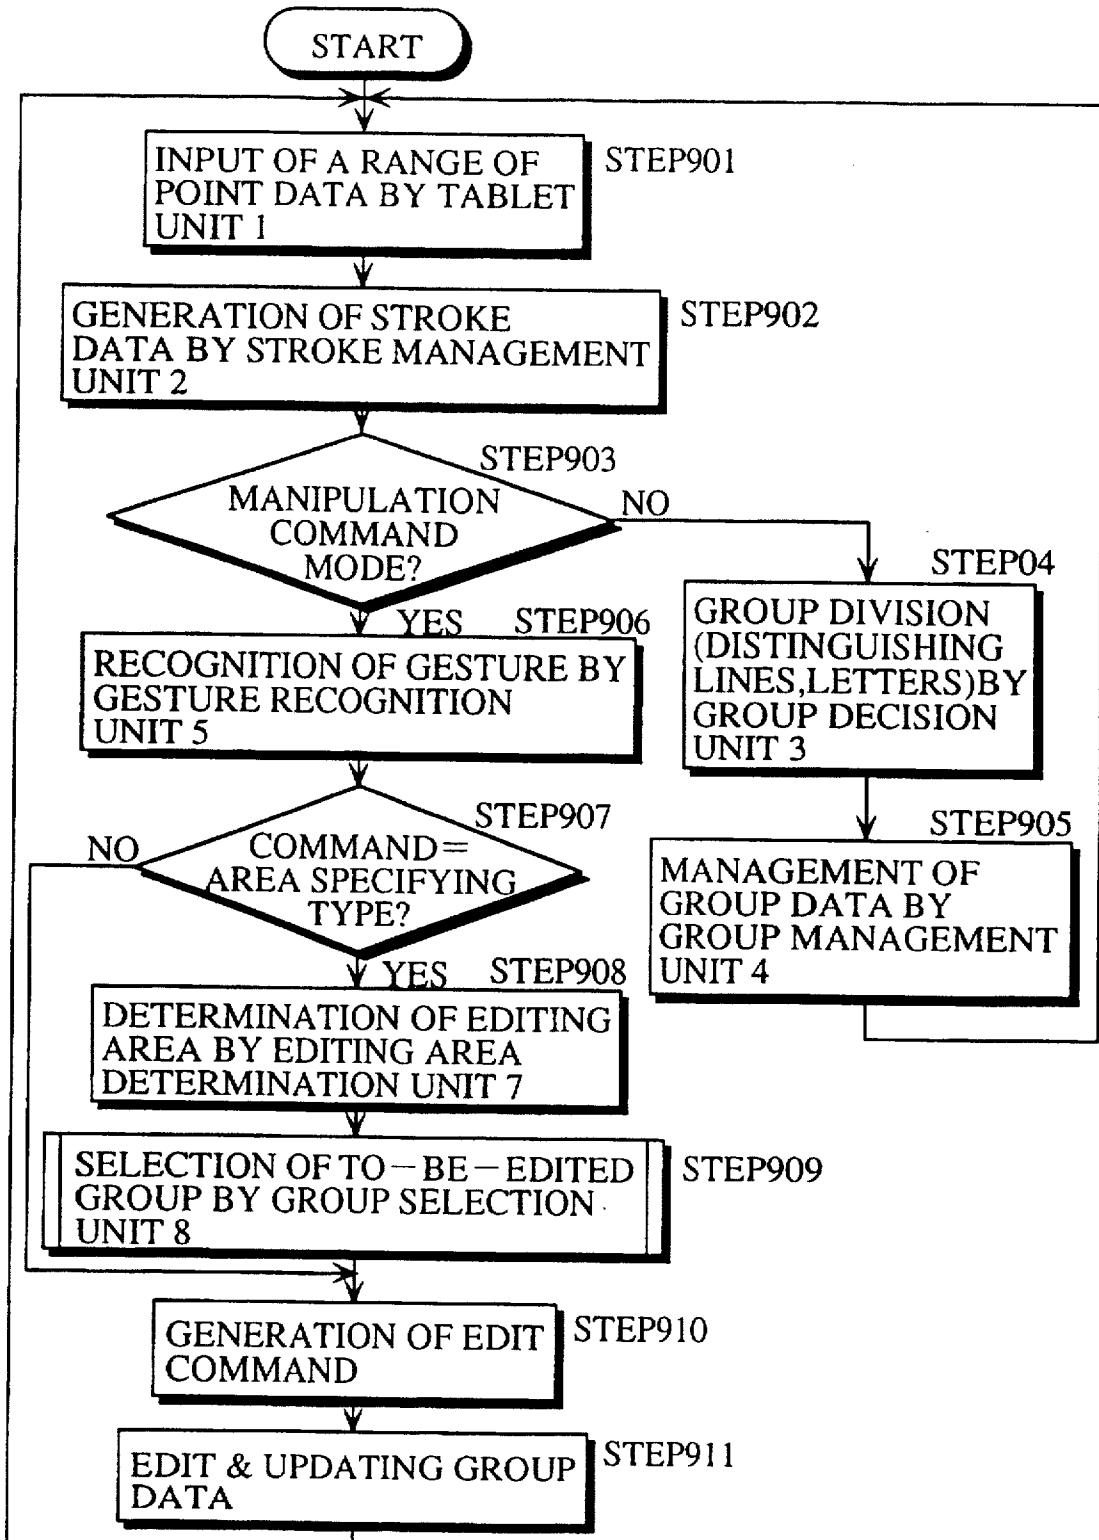 START
INPUT OF A RANGE OF
POINT DATA BY TABLET
UNIT 1
STEP901
GENERATION OF STROKE
DATA BY STROKE MANAGEMENT
UNIT 2
STEP902
STEP903
MANIPULATION
COMMAND
MODE?
NO
YES
STEP04
GROUP DIVISION
(DISTINGUISHING
LINES,LETTERS)BY
GROUP DECISION
UNIT 3
STEP906
RECOGNITION OF GESTURE BY
GESTURE RECOGNITION
UNIT 5
STEP905
MANAGEMENT OF
GROUP DATA BY
GROUP MANAGEMENT
UNIT 4
STEP907
COMMAND=
AREA SPECIFYING
TYPE?
NO
YES
STEP908
DETERMINATION OF EDITING
AREA BY EDITING AREA
DETERMINATION UNIT 7
SELECTION OF TO-BE-EDITED
GROUP BY GROUP SELECTION
UNIT 8
STEP909
GENERATION OF EDIT
COMMAND
STEP910
EDIT & UPDATING GROUP
DATA
STEP911